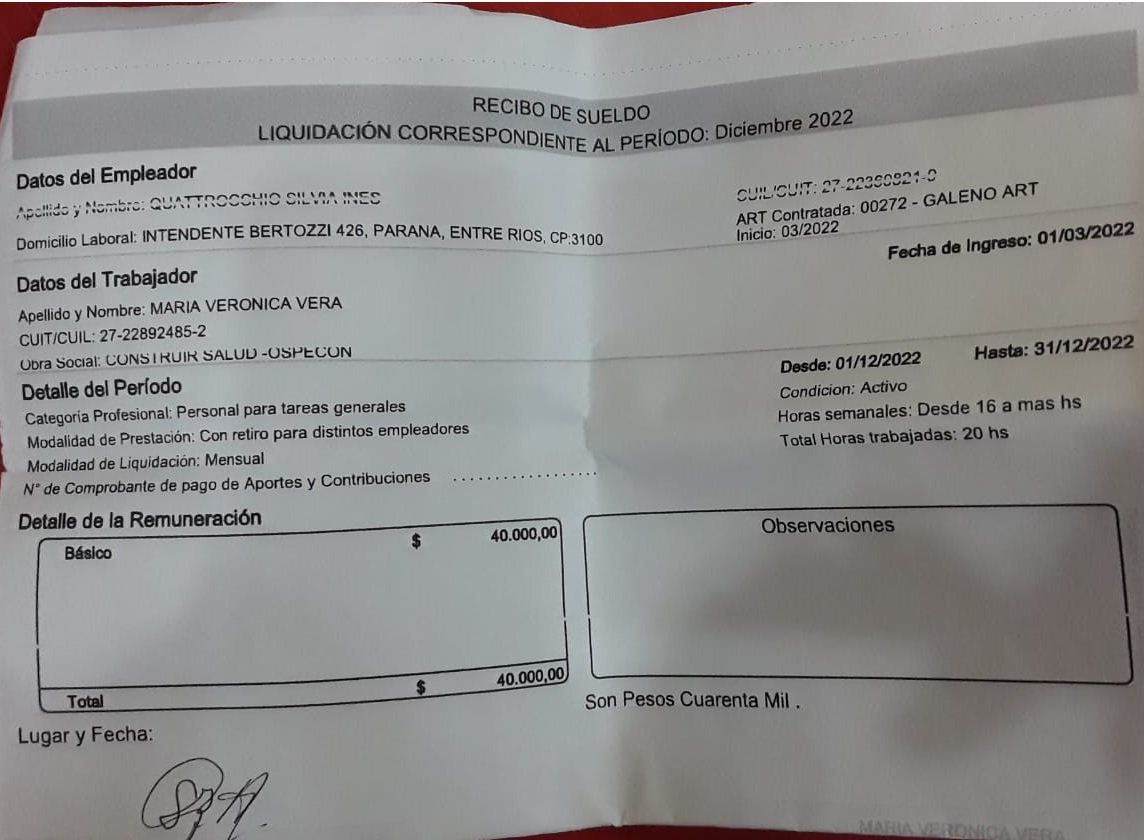 RECIBO DE SUELDO
LIQUIDACIÓN CORRESPONDIENTE AL PERÍODO: Diciembre 2022
Datos del Empleador
Apellido y Nombre: QUATTROCCHIO SILVIA INES
CUIL/CUIT:
Domicilio Laboral: INTENDENTE BERTOZZI 426, PARANA, ENTRE RIOS, CP:3100
ART Contratada: 00272 - GALENO ART
Inicio: 03/2022
Fecha de Ingreso: 01/03/2022
Datos del Trabajador
Apellido y Nombre: MARIA VERONICA VERA
CUIT/CUIL: 27-22892485-2
Obra Social: CONSTRUIR SALUD -OSPECON
Desde: 01/12/2022 Hasta: 31/12/2022
Detalle del Período
Condicion: Activo
Categoria Profesional: Personal para tareas generales
Horas semanales: Desde 16 a mas hs
Modalidad de Prestación: Con retiro para distintos empleadores
Total Horas trabajadas: 20 hs
Modalidad de Liquidación: Mensual
N° de Comprobante de pago de Aportes y Contribuciones ..................
Detalle de la Remuneración
Observaciones
Básico $ 40.000,00
Total $ 40.000,00
Son Pesos Cuarenta Mil .
Lugar y Fecha:
MARIA VERONICA VERA